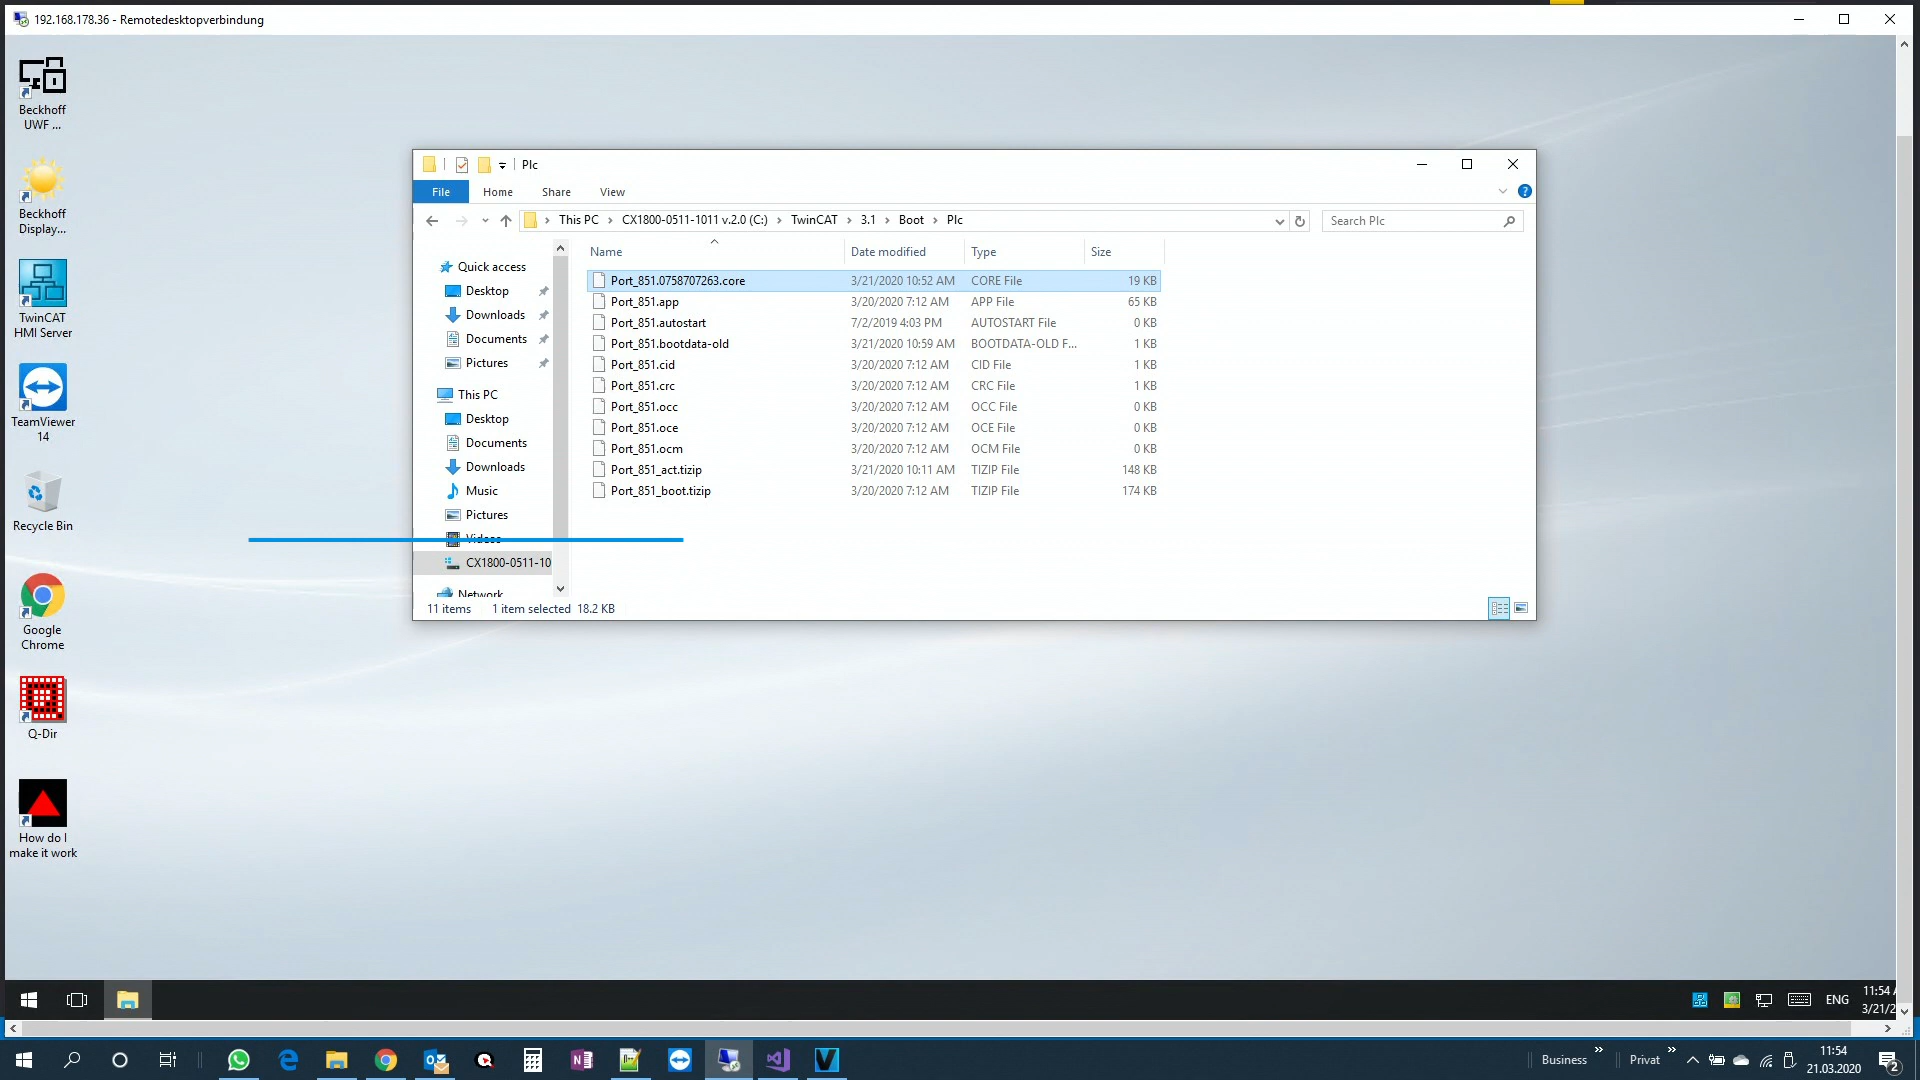 192.168.178.36 - Remotedesktopverbindung
Beckhoff
UWF ...
Beckhoff
Display...
TwinCAT
HMI Server
TeamViewer
14
Recycle Bin
Google
Chrome
Q-Dir
How do I
make it work
Plc
File Home Share View
This PC CX1800-0511-1011 v.2.0 (C:) TwinCAT 3.1 Boot Plc
Search Plc
Quick access
Desktop
Downloads
Documents
Pictures
This PC
Desktop
Documents
Downloads
Music
Pictures
Videos
CX1800-0511-10
Network
Name Date modified Type Size
Port_851.0758707263.core 3/21/2020 10:52 AM CORE File 19 KB
Port_851.app 3/20/2020 7:12 AM APP File 65 KB
Port_851.autostart 7/2/2019 4:03 PM AUTOSTART File 0 KB
Port_851.bootdata-old 3/21/2020 10:59 AM BOOTDATA-OLD F... 1 KB
Port_851.cid 3/20/2020 7:12 AM CID File 1 KB
Port_851.crc 3/20/2020 7:12 AM CRC File 1 KB
Port_851.occ 3/20/2020 7:12 AM OCC File 0 KB
Port_851.oce 3/20/2020 7:12 AM OCE File 0 KB
Port_851.ocm 3/20/2020 7:12 AM OCM File 0 KB
Port_851_act.tizip 3/21/2020 10:11 AM TIZIP File 148 KB
Port_851_boot.tizip 3/20/2020 7:12 AM TIZIP File 174 KB
11 items 1 item selected 18.2 KB
ENG
11:54 A
3/21/2
Business
Privat
11:54
21.03.2020
2